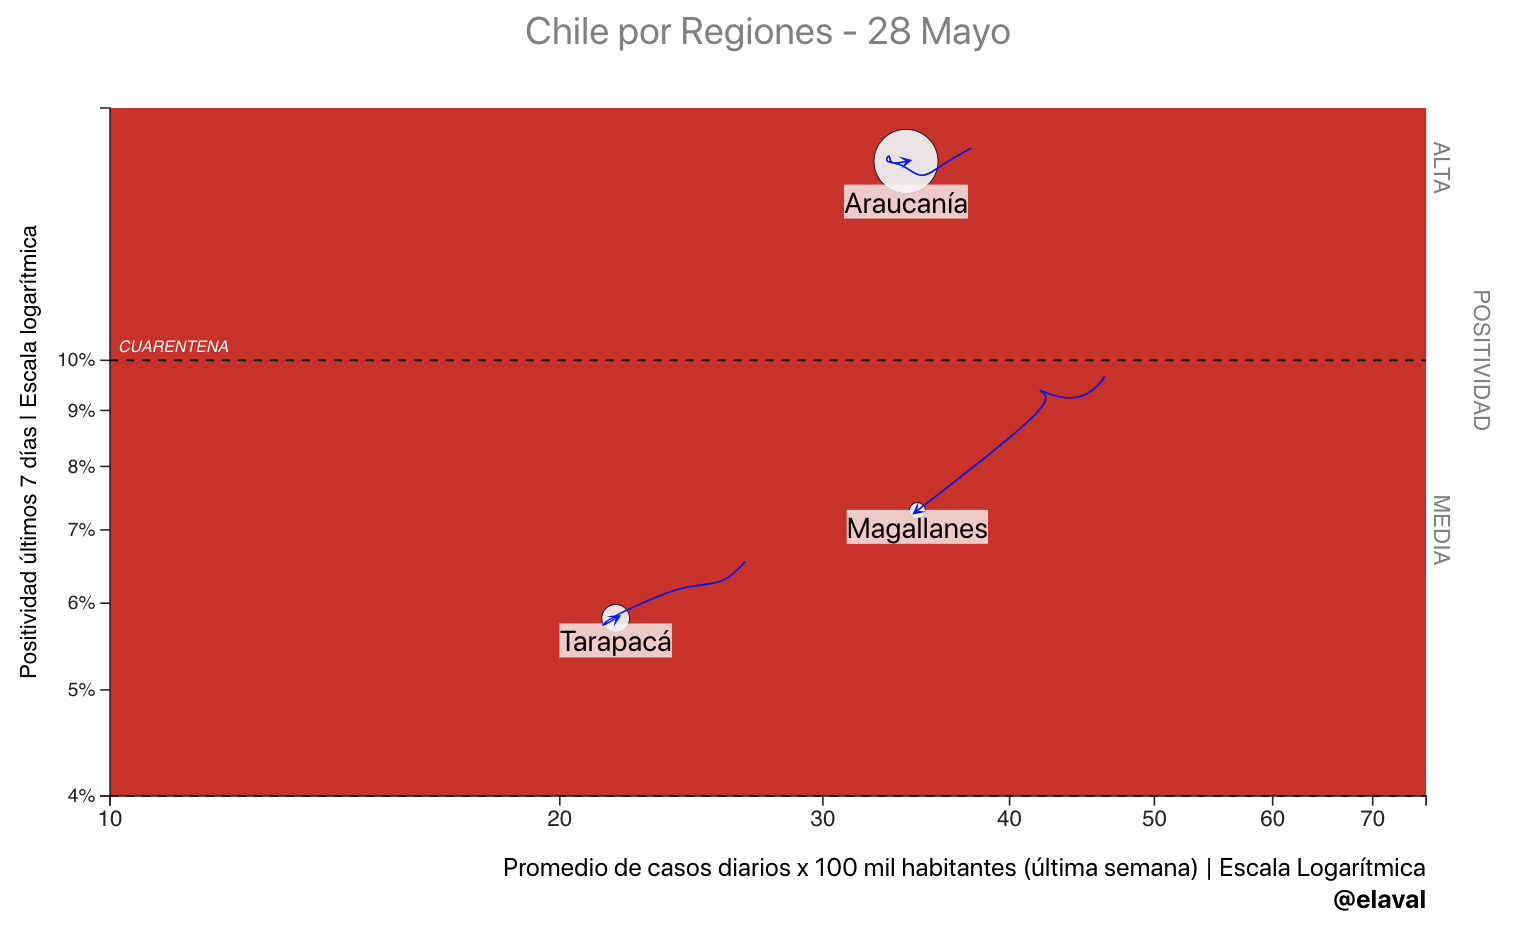 Chile por Regiones - 28 Mayo
ALTA
Araucanía
Positividad últimos 7 días | Escala logarítmica
POSITIVIDAD
CUARENTENA
10%
9%
8%
7%
6%
5%
4%
Magallanes
MEDIA
Tarapacá
10
20
30
40
50
60
70
Promedio de casos diarios x 100 mil habitantes (última semana) | Escala Logarítmica
@elaval